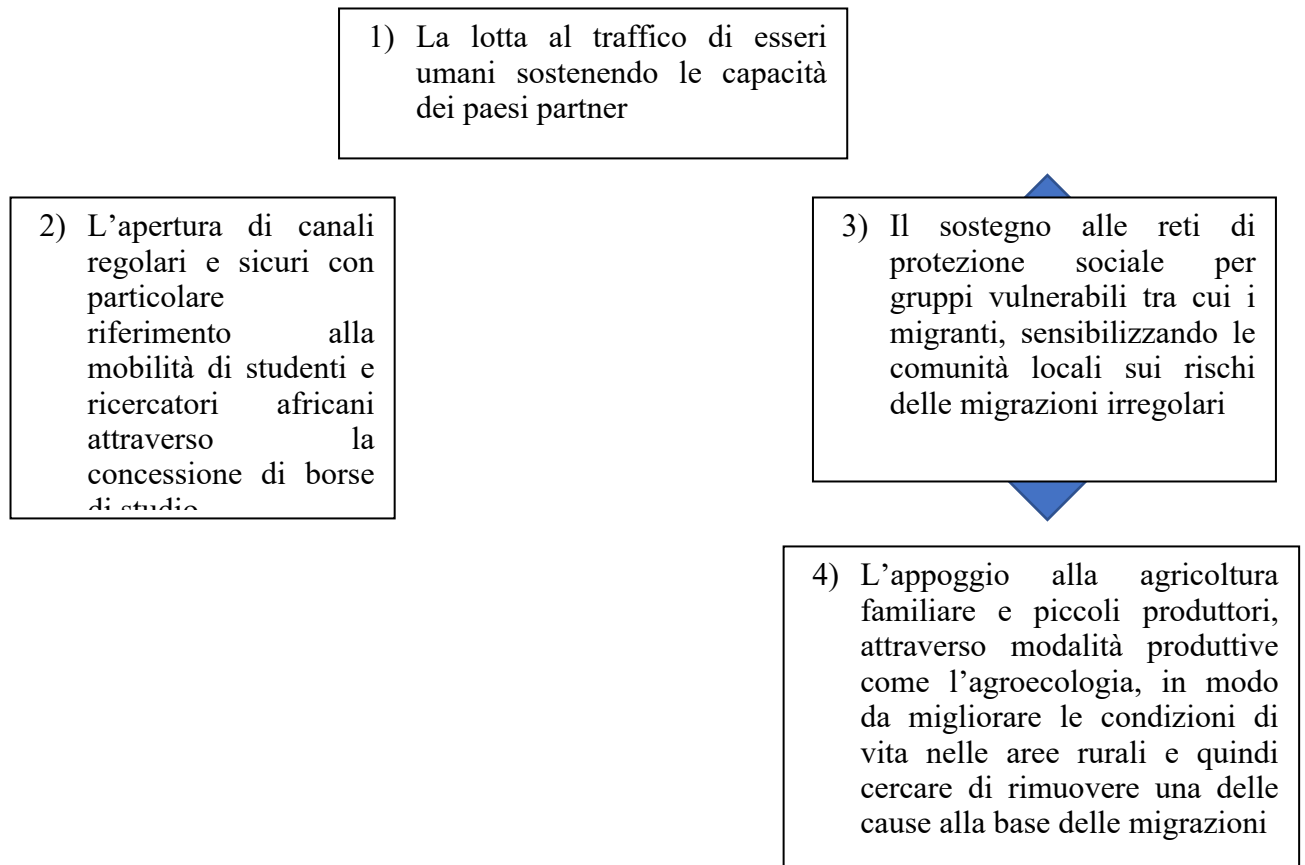 1) La lotta al traffico di esseri
umani sostenendo le capacità
dei paesi partner
2) L’apertura di canali
regolari e sicuri con
particolare
riferimento alla
mobilità di studenti e
ricercatori africani
attraverso la
concessione di borse
di studio
3) Il sostegno alle reti di
protezione sociale per
gruppi vulnerabili tra cui i
migranti, sensibilizzando le
comunità locali sui rischi
delle migrazioni irregolari
4) L’appoggio alla agricoltura
familiare e piccoli produttori,
attraverso modalità produttive
come l’agroecologia, in modo
da migliorare le condizioni di
vita nelle aree rurali e quindi
cercare di rimuovere una delle
cause alla base delle migrazioni